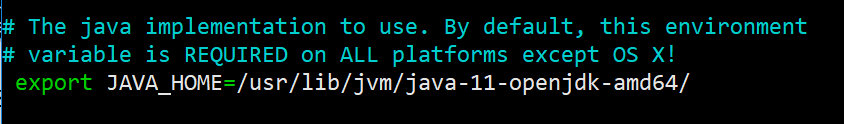 # The java implementation to use. By default, this environment
# variable is REQUIRED on ALL platforms except OS X!
export JAVA_HOME=/usr/lib/jvm/java-11-openjdk-amd64/